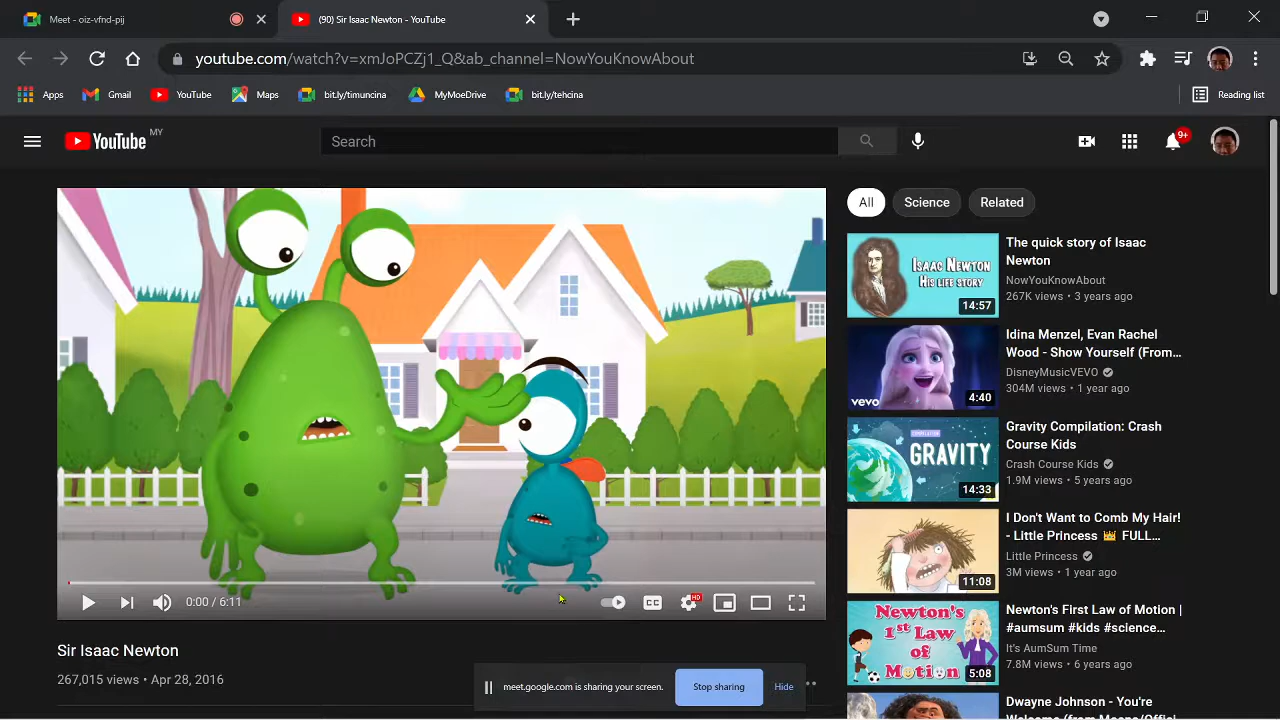 Meet - oiz-vfnd-pij
(90) Sir Isaac Newton - YouTube
youtube.com/watch?v=xmJoPCZj1_Q&ab_channel=NowYouKnowAbout
Apps Gmail YouTube Maps bit.ly/timuncina MyMoeDrive bit.ly/tehcina Reading list
YouTube MY
Search
9+
All Science Related
The quick story of Isaac
Newton
NowYouKnowAbout
267K views • 3 years ago
ISAAC NEWTON
HIS LIFE STORY
14:57
Idina Menzel, Evan Rachel
Wood - Show Yourself (From...
DisneyMusicVEVO
304M views • 1 year ago
vevo
4:40
Gravity Compilation: Crash
Course Kids
Crash Course Kids
1.9M views • 5 years ago
COMPILATION
GRAVITY
14:33
I Don't Want to Comb My Hair!
- Little Princess 👑 FULL...
Little Princess
3M views • 1 year ago
11:08
Newton's First Law of Motion |
#aumsum #kids #science...
It's AumSum Time
7.8M views • 6 years ago
Newton's
1st Law
of
Motion
5:08
Dwayne Johnson - You're
0:00 / 6:11
CC
HD
Sir Isaac Newton
267,015 views • Apr 28, 2016
meet.google.com is sharing your screen.
Stop sharing
Hide